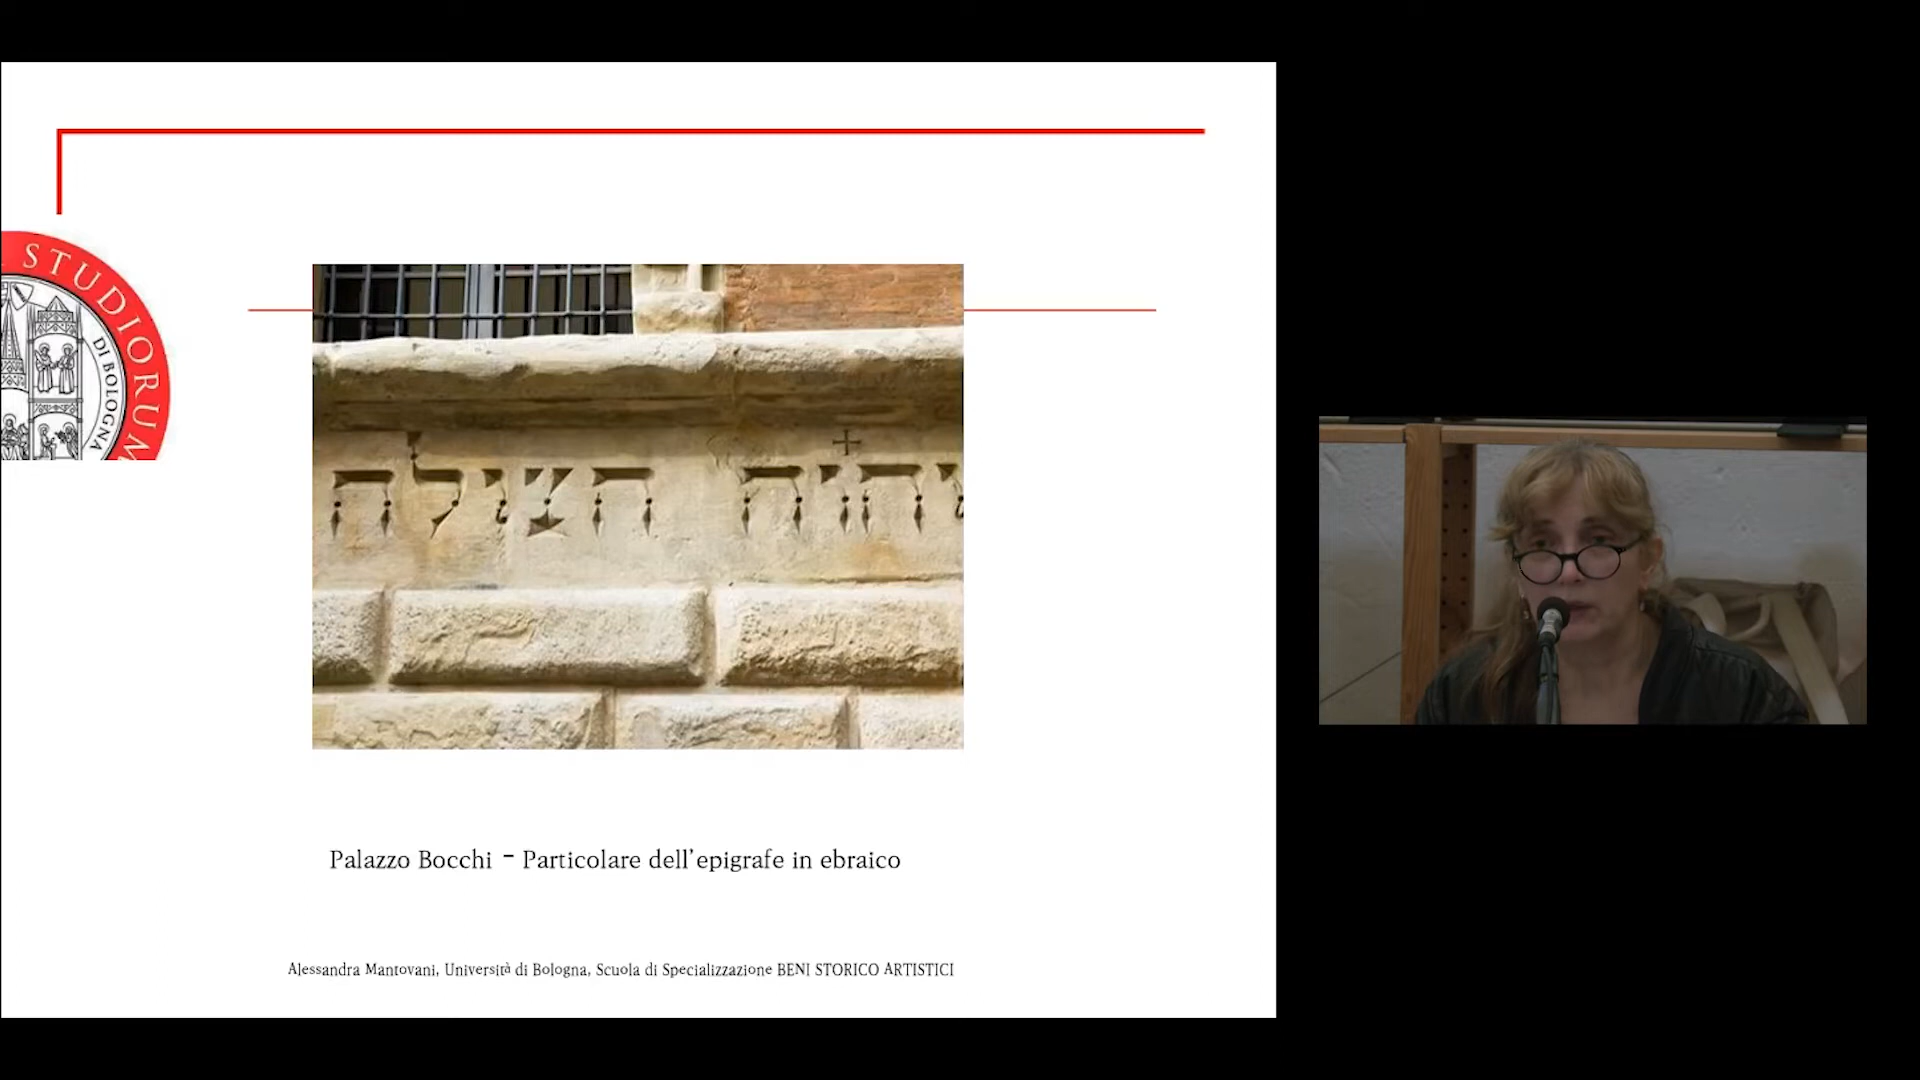 STUDIORUM
DI BOLOGNA
יהוה הצילה
Palazzo Bocchi - Particolare dell'epigrafe in ebraico
Alessandra Mantovani, Università di Bologna, Scuola di Specializzazione BENI STORICO ARTISTICI